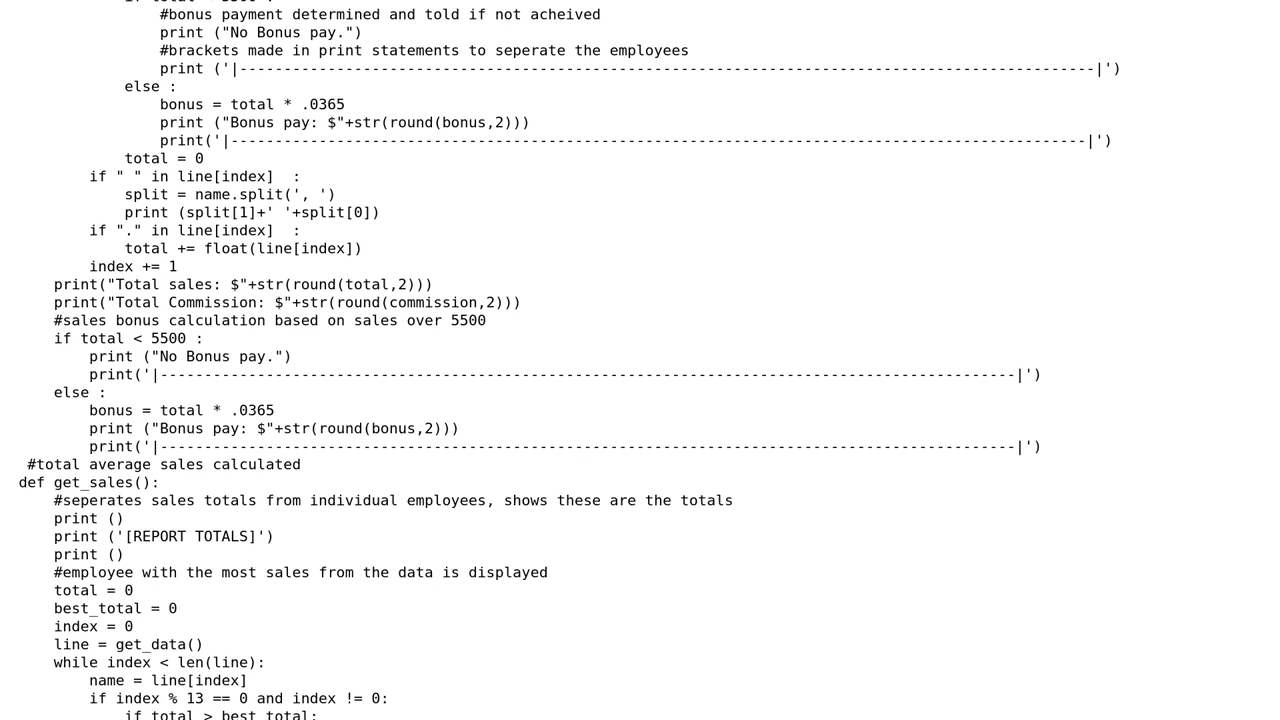 #bonus payment determined and told if not acheived
print ("No Bonus pay.")
#brackets made in print statements to seperate the employees
print ('|-------------------------------------------------------------------------------------------------|')
else :
bonus = total * .0365
print ("Bonus pay: $"+str(round(bonus,2)))
print('|-------------------------------------------------------------------------------------------------|')
total = 0
if " " in line[index]  :
split = name.split(', ')
print (split[1]+' '+split[0])
if "." in line[index]  :
total += float(line[index])
index += 1
print("Total sales: $"+str(round(total,2)))
print("Total Commission: $"+str(round(commission,2)))
#sales bonus calculation based on sales over 5500
if total < 5500 :
print ("No Bonus pay.")
print('|-------------------------------------------------------------------------------------------------|')
else :
bonus = total * .0365
print ("Bonus pay: $"+str(round(bonus,2)))
print('|-------------------------------------------------------------------------------------------------|')
#total average sales calculated
def get_sales():
#seperates sales totals from individual employees, shows these are the totals
print ()
print ('[REPORT TOTALS]')
print ()
#employee with the most sales from the data is displayed
total = 0
best_total = 0
index = 0
line = get_data()
while index < len(line):
name = line[index]
if index % 13 == 0 and index != 0:
if total > best_total: